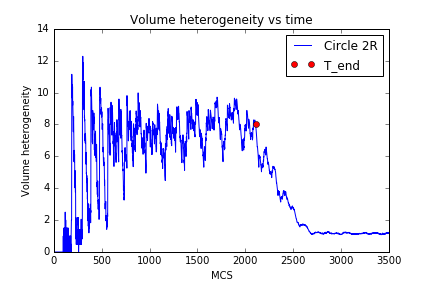 Volume heterogeneity vs time
14
12
10
8
6
4
2
0
Volume heterogeneity
Circle 2R
T_end
0 500 1000 1500 2000 2500 3000 3500
MCS